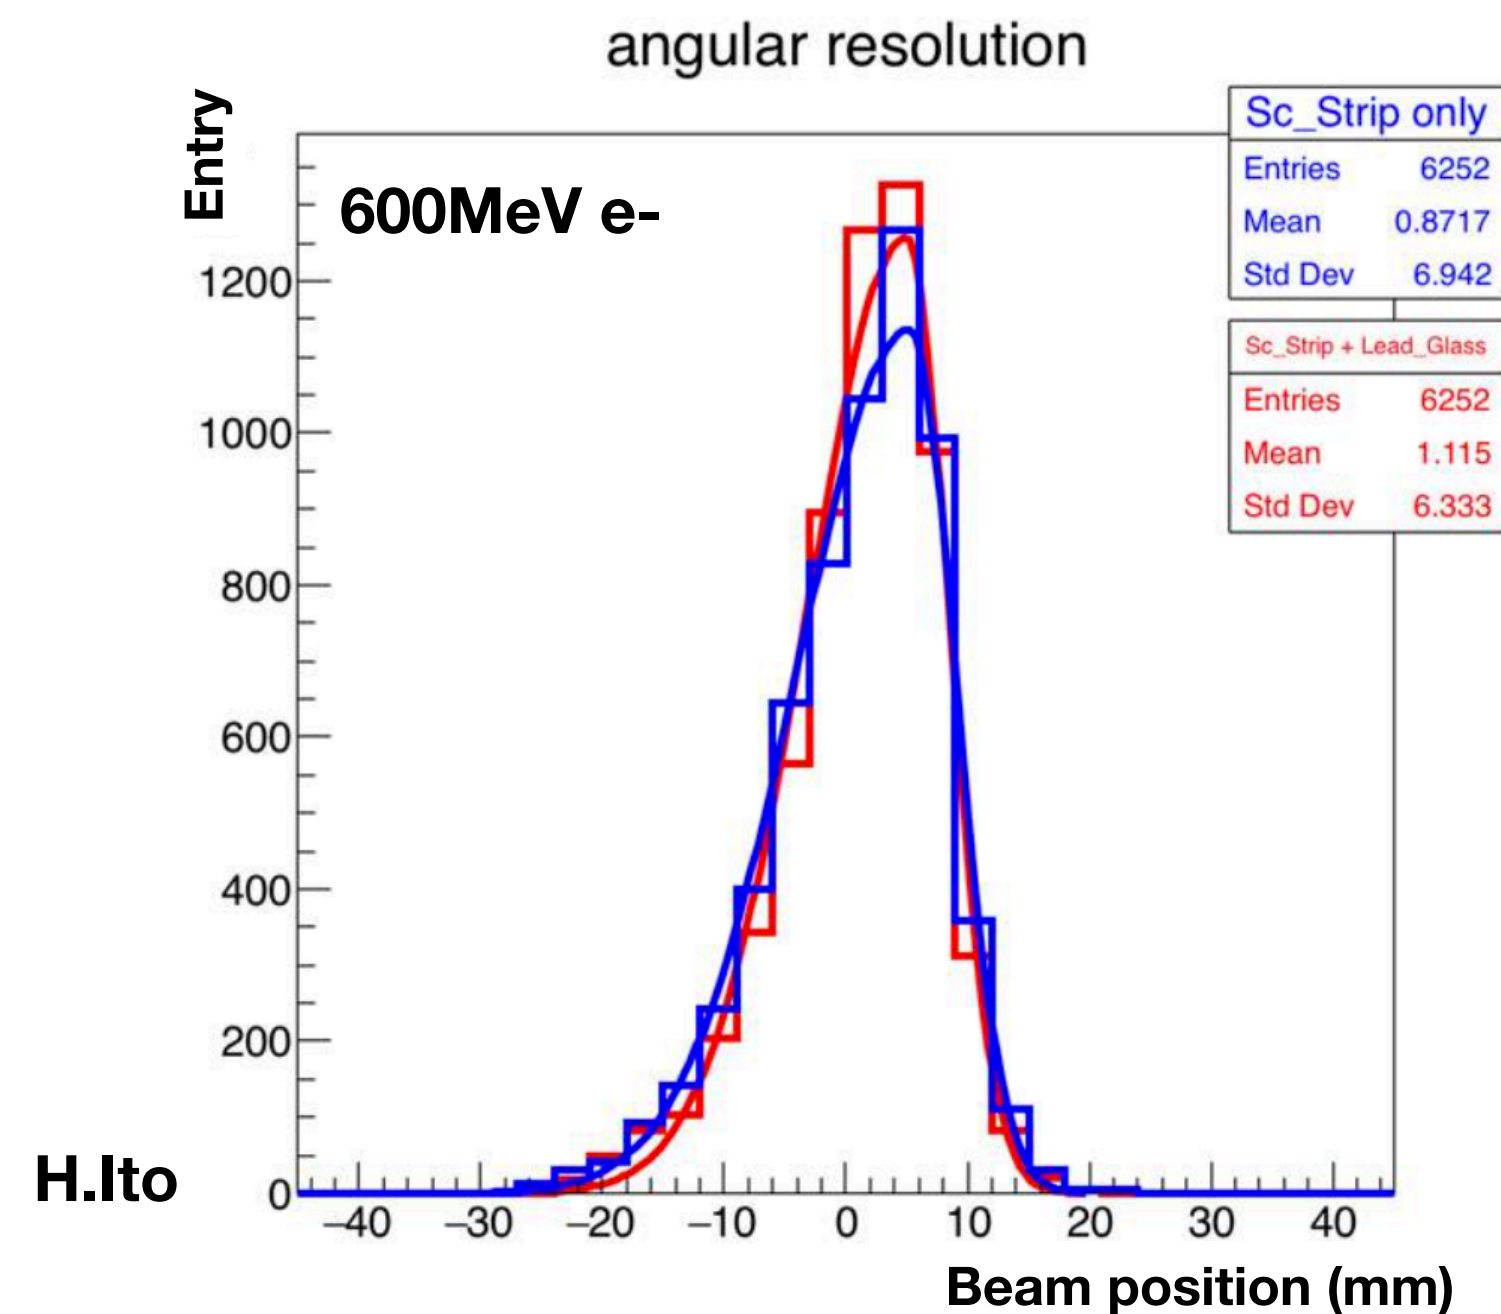 angular resolution
Entry
600MeV e-
Sc_Strip only
Entries 6252
Mean 0.8717
Std Dev 6.942
Sc_Strip + Lead_Glass
Entries 6252
Mean 1.115
Std Dev 6.333
1200
1000
800
600
400
200
0
−40 −30 −20 −10 0 10 20 30 40
H.Ito
Beam position (mm)